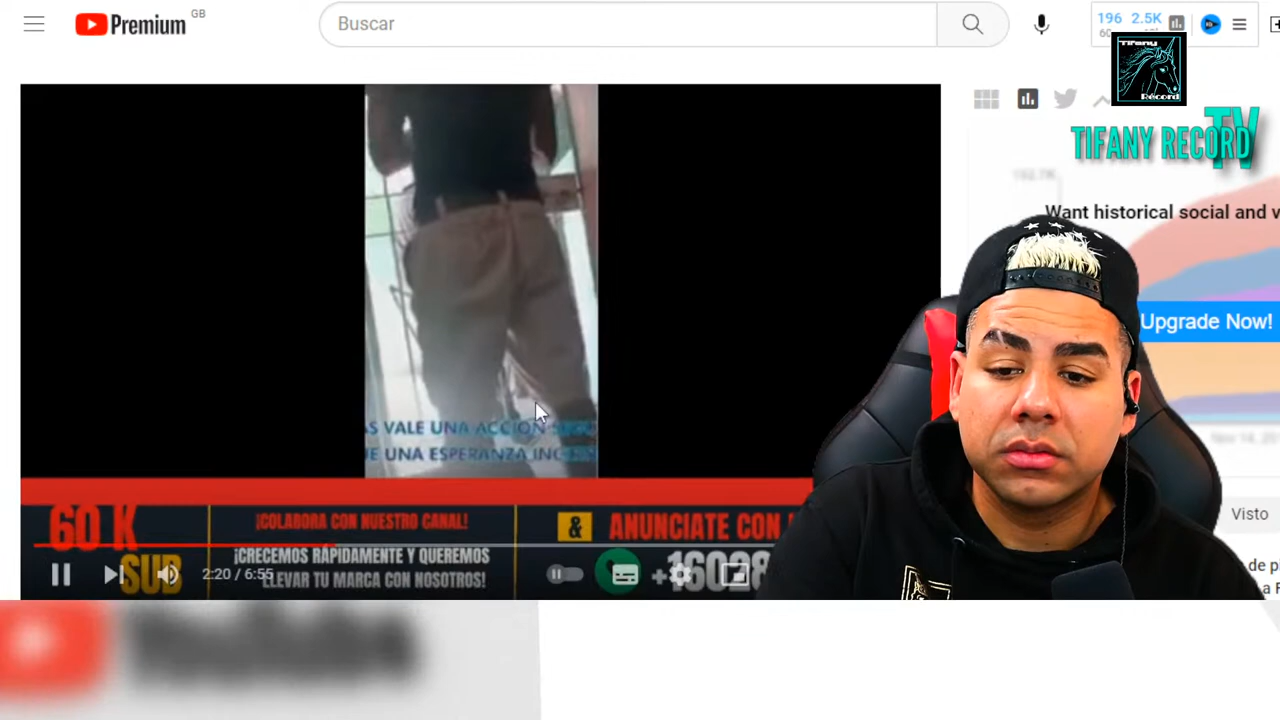 Premium
GB
Buscar
196 2.5K
Tifany
Récord
TIFANY RECORD
TV
Want historical social and
Upgrade Now!
VALE UNA ACCION
UNA ESPERANZA
60 K
SUB
¡COLABORA CON NUESTRO CANAL!
¡CRECEMOS RÁPIDAMENTE Y QUEREMOS
LLEVAR TU MARCA CON NOSOTROS!
&
ANUNCIATE CON
2:20 / 6:55
Visto